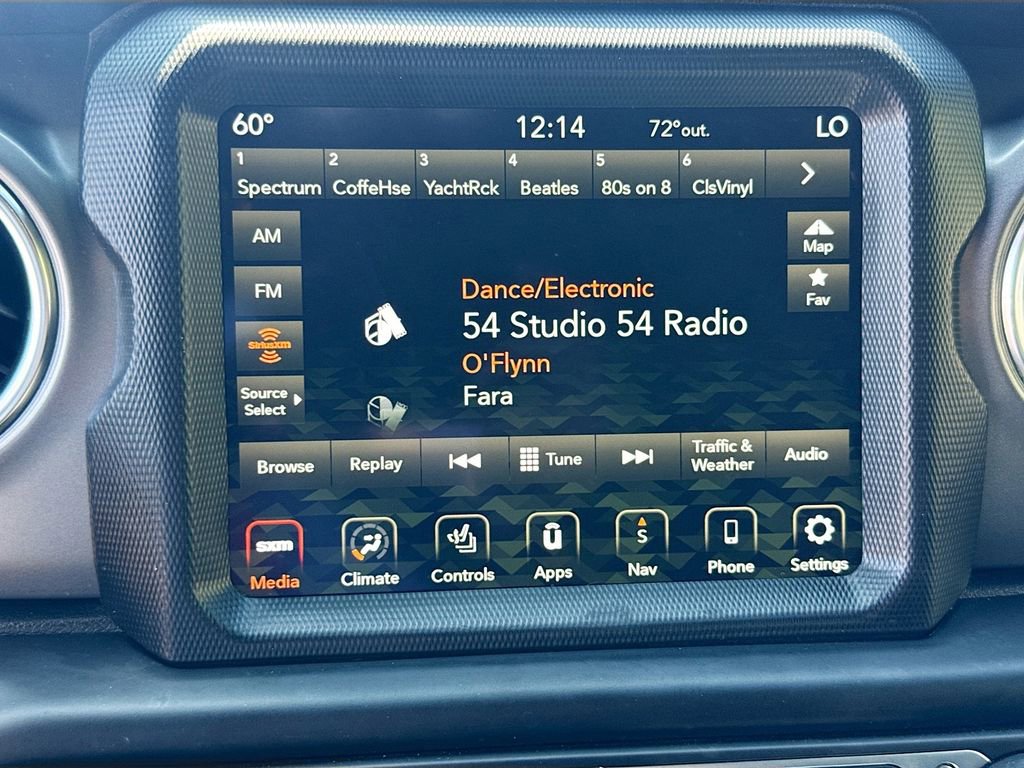 60° 12:14 72°out. LO
1 2 3 4 5 6
Spectrum CoffeHse YachtRck Beatles 80s on 8 ClsVinyl
AM
Map
FM
Dance/Electronic
Fav
54 Studio 54 Radio
siriusxm
O'Flynn
Source
Select
Fara
Browse Replay Tune Traffic &
Weather Audio
sxm
Media Climate Controls
u
Apps
S
Nav Phone Settings